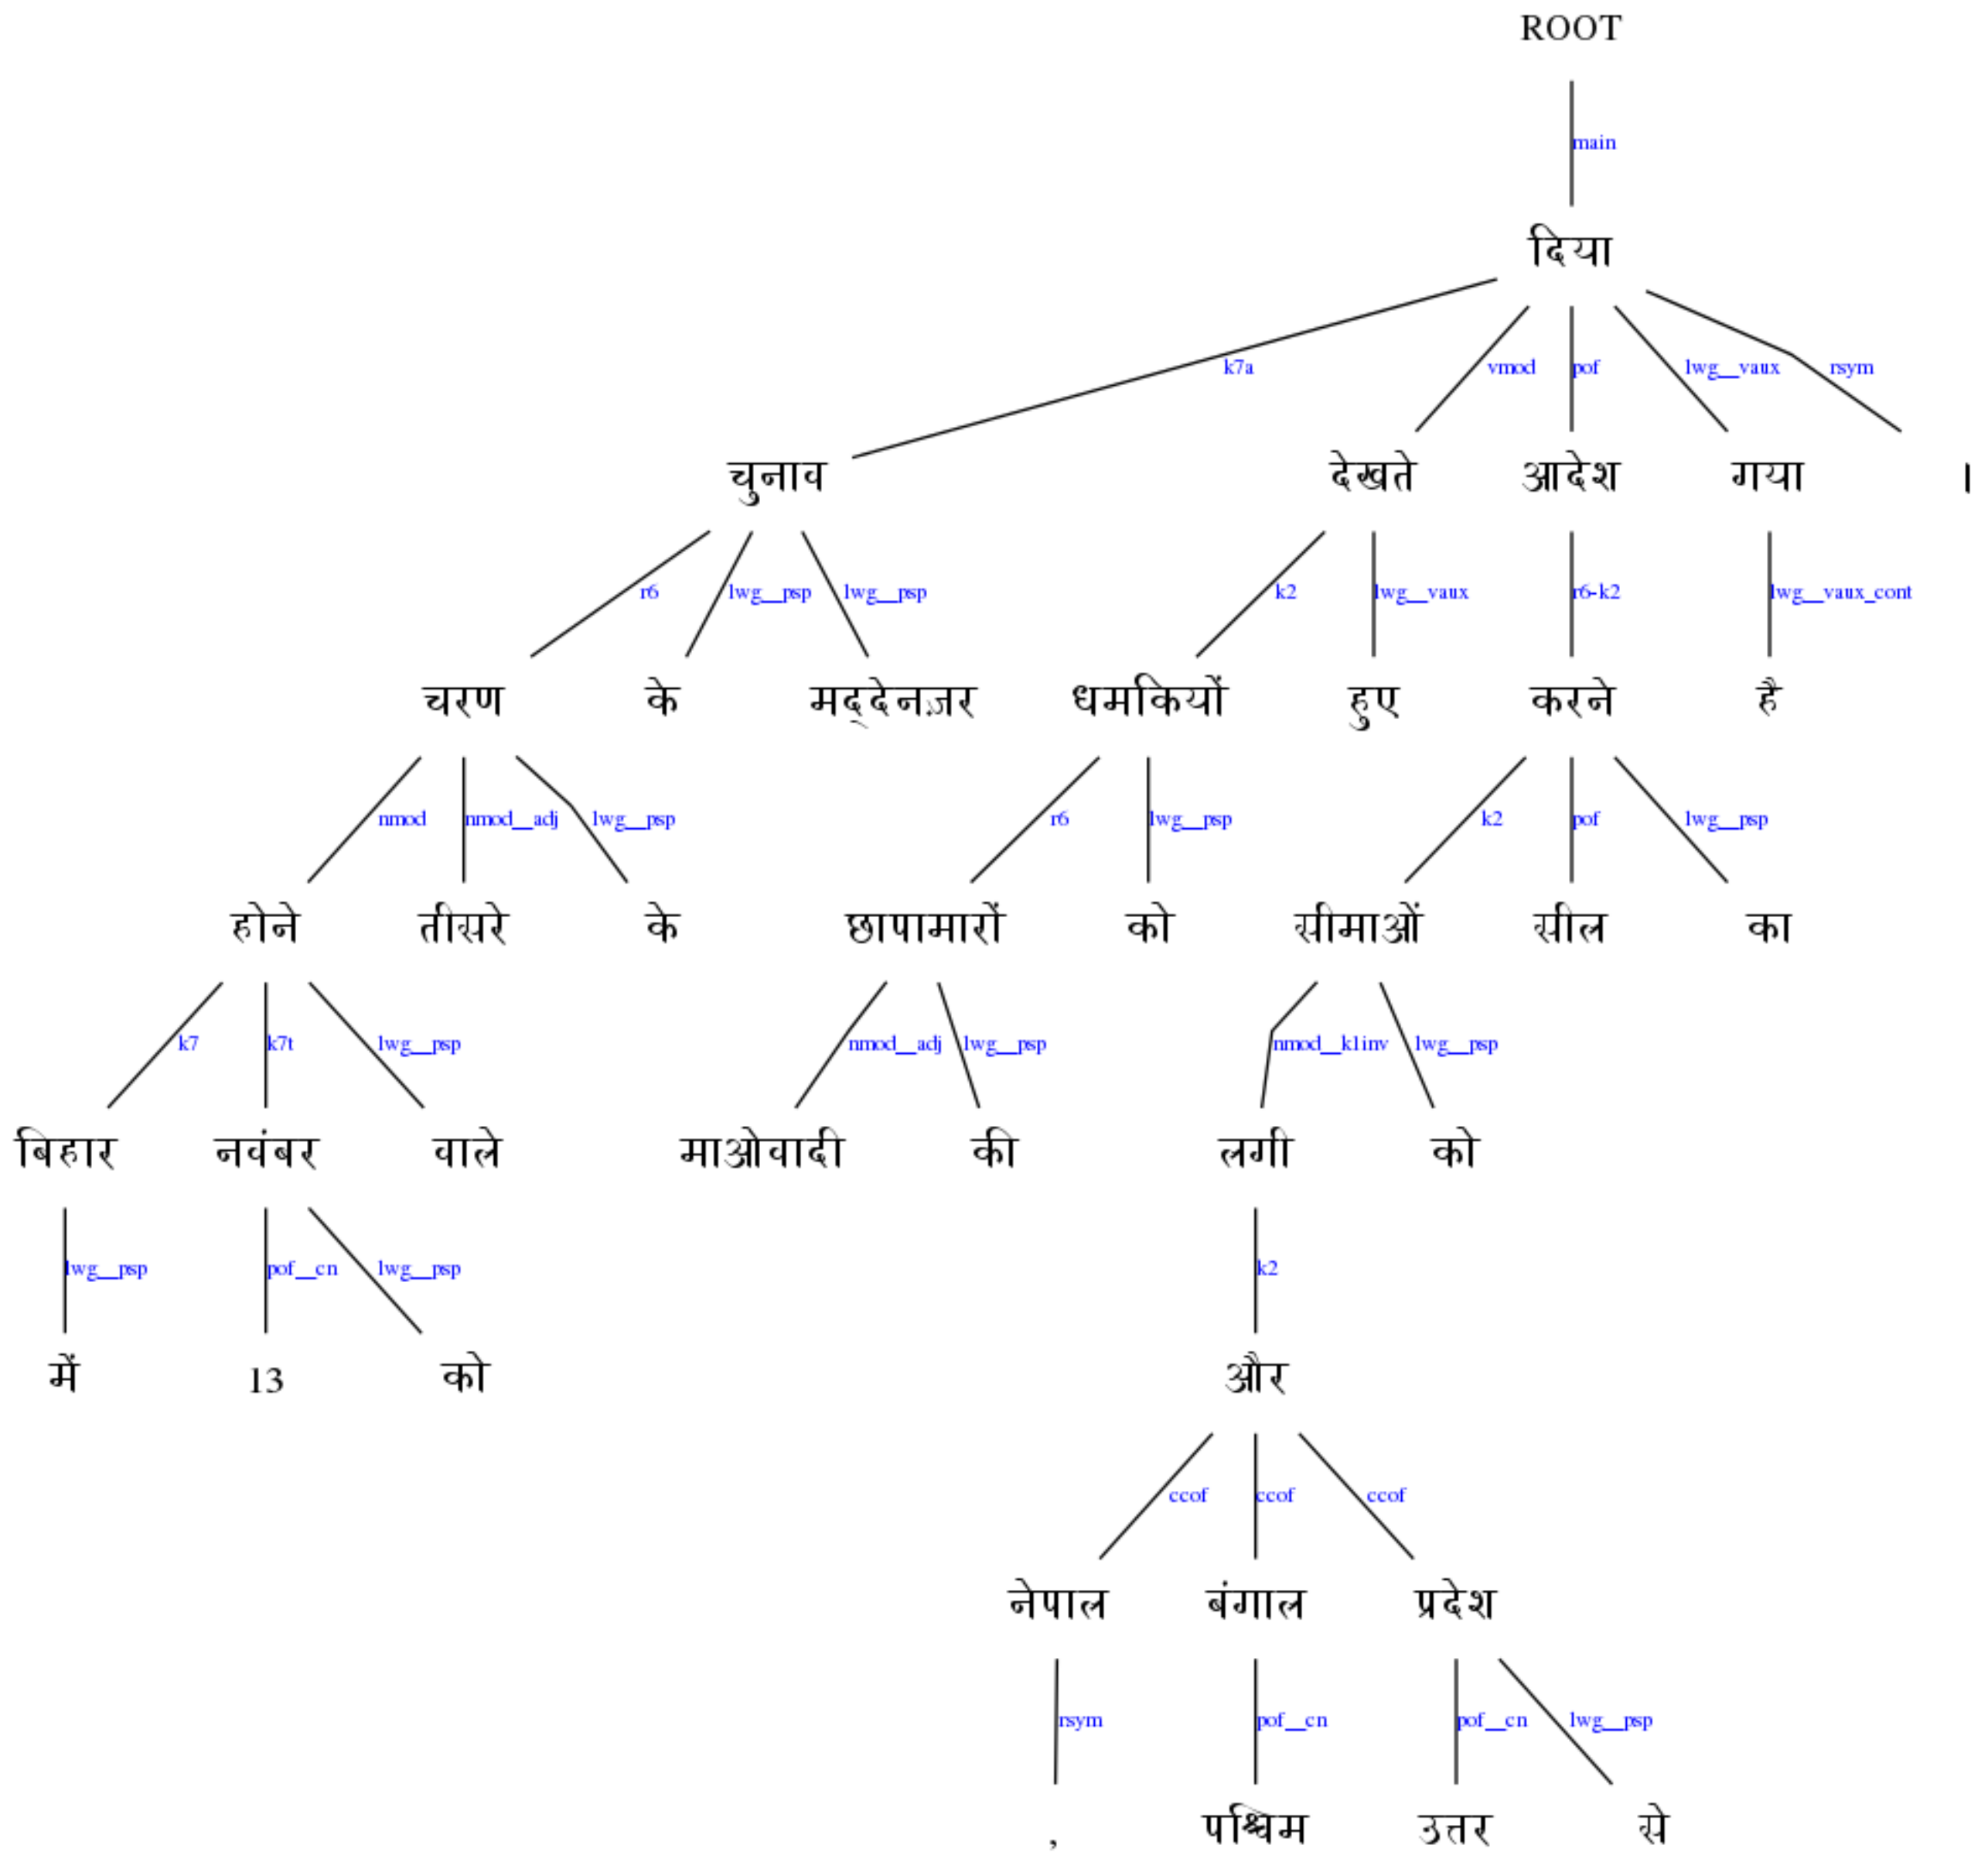 ROOT
main
दिया
k7a vmod pof lwg__vaux rsym
चुनाव देखते आदेश गया ।
r6 lwg__psp lwg__psp k2 lwg__vaux r6-k2 lwg__vaux_cont
चरण के मद्देनज़र धमकियों हुए करने है
nmod nmod__adj lwg__psp r6 lwg__psp k2 pof lwg__psp
होने तीसरे के छापामारों को सीमाओं सील का
k7 k7t lwg__psp nmod__adj lwg__psp nmod__k1inv lwg__psp
बिहार नवंबर वाले माओवादी की लगी को
lwg__psp pof__cn lwg__psp k2
में 13 को और
ccof ccof ccof
नेपाल बंगाल प्रदेश
rsym pof__cn pof__cn lwg__psp
, पश्चिम उत्तर से